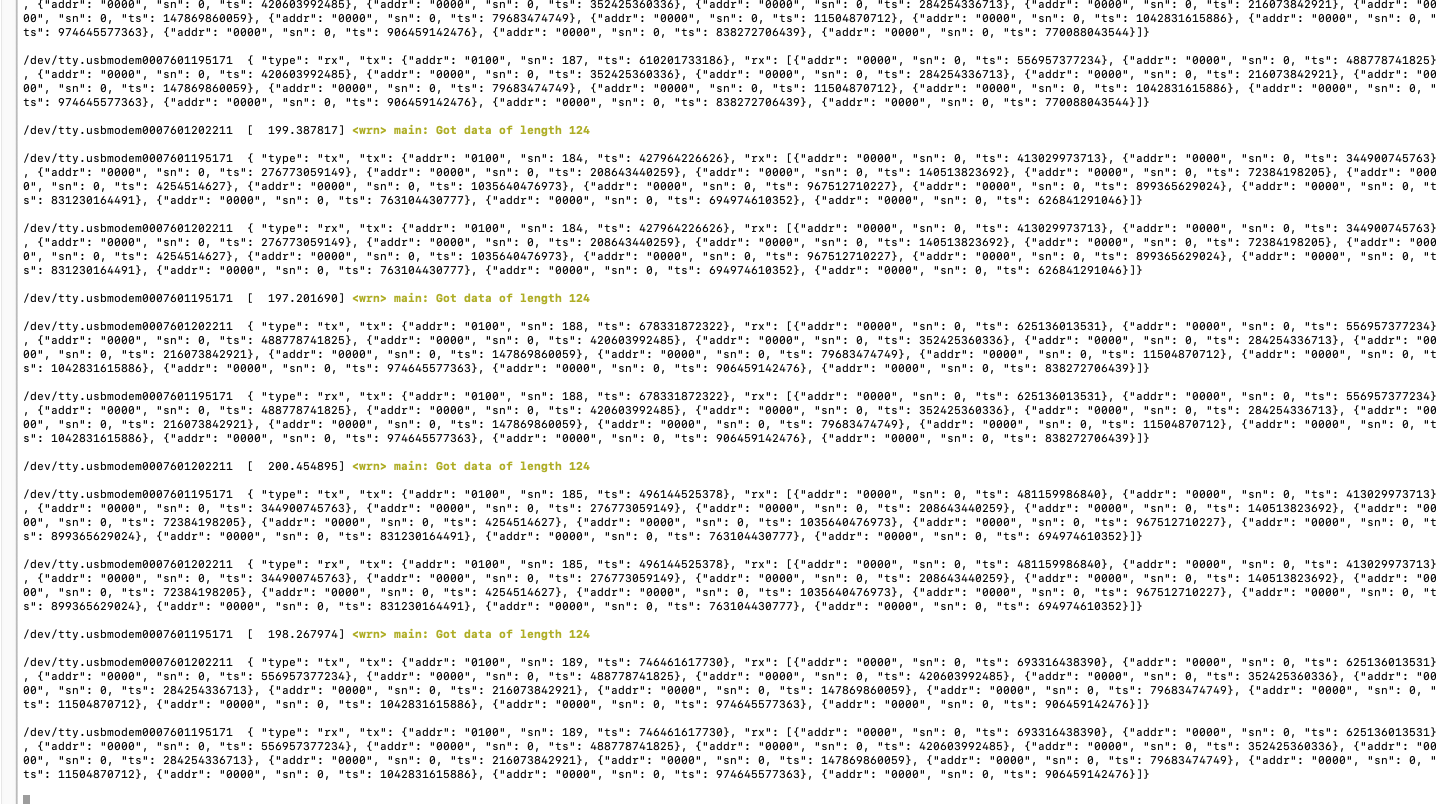 , {"addr": "0000", "sn": 0, "ts": 420603992485}, {"addr": "0000", "sn": 0, "ts": 352425360336}, {"addr": "0000", "sn": 0, "ts": 284254336713}, {"addr": "0000", "sn": 0, "ts": 216073842921}, {"addr": "00
00", "sn": 0, "ts": 147869860059}, {"addr": "0000", "sn": 0, "ts": 79683474749}, {"addr": "0000", "sn": 0, "ts": 11504870712}, {"addr": "0000", "sn": 0, "ts": 1042831615886}, {"addr": "0000", "sn": 0, "
ts": 974645577363}, {"addr": "0000", "sn": 0, "ts": 906459142476}, {"addr": "0000", "sn": 0, "ts": 838272706439}, {"addr": "0000", "sn": 0, "ts": 770088043544}]}
/dev/tty.usbmodem0007601195171  { "type": "rx", "tx": {"addr": "0100", "sn": 187, "ts": 610201733186}, "rx": [{"addr": "0000", "sn": 0, "ts": 556957377234}, {"addr": "0000", "sn": 0, "ts": 488778741825}
, {"addr": "0000", "sn": 0, "ts": 420603992485}, {"addr": "0000", "sn": 0, "ts": 352425360336}, {"addr": "0000", "sn": 0, "ts": 284254336713}, {"addr": "0000", "sn": 0, "ts": 216073842921}, {"addr": "00
00", "sn": 0, "ts": 147869860059}, {"addr": "0000", "sn": 0, "ts": 79683474749}, {"addr": "0000", "sn": 0, "ts": 11504870712}, {"addr": "0000", "sn": 0, "ts": 1042831615886}, {"addr": "0000", "sn": 0, "
ts": 974645577363}, {"addr": "0000", "sn": 0, "ts": 906459142476}, {"addr": "0000", "sn": 0, "ts": 838272706439}, {"addr": "0000", "sn": 0, "ts": 770088043544}]}
/dev/tty.usbmodem0007601202211  [  199.387817] <wrn> main: Got data of length 124
/dev/tty.usbmodem0007601195171  { "type": "tx", "tx": {"addr": "0100", "sn": 184, "ts": 427964226626}, "rx": [{"addr": "0000", "sn": 0, "ts": 413029973713}, {"addr": "0000", "sn": 0, "ts": 344900745763}
, {"addr": "0000", "sn": 0, "ts": 276773059149}, {"addr": "0000", "sn": 0, "ts": 208643440259}, {"addr": "0000", "sn": 0, "ts": 140513823692}, {"addr": "0000", "sn": 0, "ts": 72384198205}, {"addr": "000
0", "sn": 0, "ts": 4254514627}, {"addr": "0000", "sn": 0, "ts": 1035640476973}, {"addr": "0000", "sn": 0, "ts": 967512710227}, {"addr": "0000", "sn": 0, "ts": 899365629024}, {"addr": "0000", "sn": 0, "t
s": 831230164491}, {"addr": "0000", "sn": 0, "ts": 763104430777}, {"addr": "0000", "sn": 0, "ts": 694974610352}, {"addr": "0000", "sn": 0, "ts": 626841291046}]}
/dev/tty.usbmodem0007601202211  { "type": "rx", "tx": {"addr": "0100", "sn": 184, "ts": 427964226626}, "rx": [{"addr": "0000", "sn": 0, "ts": 413029973713}, {"addr": "0000", "sn": 0, "ts": 344900745763}
, {"addr": "0000", "sn": 0, "ts": 276773059149}, {"addr": "0000", "sn": 0, "ts": 208643440259}, {"addr": "0000", "sn": 0, "ts": 140513823692}, {"addr": "0000", "sn": 0, "ts": 72384198205}, {"addr": "000
0", "sn": 0, "ts": 4254514627}, {"addr": "0000", "sn": 0, "ts": 1035640476973}, {"addr": "0000", "sn": 0, "ts": 967512710227}, {"addr": "0000", "sn": 0, "ts": 899365629024}, {"addr": "0000", "sn": 0, "t
s": 831230164491}, {"addr": "0000", "sn": 0, "ts": 763104430777}, {"addr": "0000", "sn": 0, "ts": 694974610352}, {"addr": "0000", "sn": 0, "ts": 626841291046}]}
/dev/tty.usbmodem0007601195171  [  197.201690] <wrn> main: Got data of length 124
/dev/tty.usbmodem0007601202211  { "type": "tx", "tx": {"addr": "0100", "sn": 188, "ts": 678331872322}, "rx": [{"addr": "0000", "sn": 0, "ts": 625136013531}, {"addr": "0000", "sn": 0, "ts": 556957377234}
, {"addr": "0000", "sn": 0, "ts": 488778741825}, {"addr": "0000", "sn": 0, "ts": 420603992485}, {"addr": "0000", "sn": 0, "ts": 352425360336}, {"addr": "0000", "sn": 0, "ts": 284254336713}, {"addr": "00
00", "sn": 0, "ts": 216073842921}, {"addr": "0000", "sn": 0, "ts": 147869860059}, {"addr": "0000", "sn": 0, "ts": 79683474749}, {"addr": "0000", "sn": 0, "ts": 11504870712}, {"addr": "0000", "sn": 0, "t
s": 1042831615886}, {"addr": "0000", "sn": 0, "ts": 974645577363}, {"addr": "0000", "sn": 0, "ts": 906459142476}, {"addr": "0000", "sn": 0, "ts": 838272706439}]}
/dev/tty.usbmodem0007601195171  { "type": "rx", "tx": {"addr": "0100", "sn": 188, "ts": 678331872322}, "rx": [{"addr": "0000", "sn": 0, "ts": 625136013531}, {"addr": "0000", "sn": 0, "ts": 556957377234}
, {"addr": "0000", "sn": 0, "ts": 488778741825}, {"addr": "0000", "sn": 0, "ts": 420603992485}, {"addr": "0000", "sn": 0, "ts": 352425360336}, {"addr": "0000", "sn": 0, "ts": 284254336713}, {"addr": "00
00", "sn": 0, "ts": 216073842921}, {"addr": "0000", "sn": 0, "ts": 147869860059}, {"addr": "0000", "sn": 0, "ts": 79683474749}, {"addr": "0000", "sn": 0, "ts": 11504870712}, {"addr": "0000", "sn": 0, "t
s": 1042831615886}, {"addr": "0000", "sn": 0, "ts": 974645577363}, {"addr": "0000", "sn": 0, "ts": 906459142476}, {"addr": "0000", "sn": 0, "ts": 838272706439}]}
/dev/tty.usbmodem0007601202211  [  200.454895] <wrn> main: Got data of length 124
/dev/tty.usbmodem0007601195171  { "type": "tx", "tx": {"addr": "0100", "sn": 185, "ts": 496144525378}, "rx": [{"addr": "0000", "sn": 0, "ts": 481159986840}, {"addr": "0000", "sn": 0, "ts": 413029973713}
, {"addr": "0000", "sn": 0, "ts": 344900745763}, {"addr": "0000", "sn": 0, "ts": 276773059149}, {"addr": "0000", "sn": 0, "ts": 208643440259}, {"addr": "0000", "sn": 0, "ts": 140513823692}, {"addr": "00
00", "sn": 0, "ts": 72384198205}, {"addr": "0000", "sn": 0, "ts": 4254514627}, {"addr": "0000", "sn": 0, "ts": 1035640476973}, {"addr": "0000", "sn": 0, "ts": 967512710227}, {"addr": "0000", "sn": 0, "t
s": 899365629024}, {"addr": "0000", "sn": 0, "ts": 831230164491}, {"addr": "0000", "sn": 0, "ts": 763104430777}, {"addr": "0000", "sn": 0, "ts": 694974610352}]}
/dev/tty.usbmodem0007601202211  { "type": "rx", "tx": {"addr": "0100", "sn": 185, "ts": 496144525378}, "rx": [{"addr": "0000", "sn": 0, "ts": 481159986840}, {"addr": "0000", "sn": 0, "ts": 413029973713}
, {"addr": "0000", "sn": 0, "ts": 344900745763}, {"addr": "0000", "sn": 0, "ts": 276773059149}, {"addr": "0000", "sn": 0, "ts": 208643440259}, {"addr": "0000", "sn": 0, "ts": 140513823692}, {"addr": "00
00", "sn": 0, "ts": 72384198205}, {"addr": "0000", "sn": 0, "ts": 4254514627}, {"addr": "0000", "sn": 0, "ts": 1035640476973}, {"addr": "0000", "sn": 0, "ts": 967512710227}, {"addr": "0000", "sn": 0, "t
s": 899365629024}, {"addr": "0000", "sn": 0, "ts": 831230164491}, {"addr": "0000", "sn": 0, "ts": 763104430777}, {"addr": "0000", "sn": 0, "ts": 694974610352}]}
/dev/tty.usbmodem0007601195171  [  198.267974] <wrn> main: Got data of length 124
/dev/tty.usbmodem0007601202211  { "type": "tx", "tx": {"addr": "0100", "sn": 189, "ts": 746461617730}, "rx": [{"addr": "0000", "sn": 0, "ts": 693316438390}, {"addr": "0000", "sn": 0, "ts": 625136013531}
, {"addr": "0000", "sn": 0, "ts": 556957377234}, {"addr": "0000", "sn": 0, "ts": 488778741825}, {"addr": "0000", "sn": 0, "ts": 420603992485}, {"addr": "0000", "sn": 0, "ts": 352425360336}, {"addr": "00
00", "sn": 0, "ts": 284254336713}, {"addr": "0000", "sn": 0, "ts": 216073842921}, {"addr": "0000", "sn": 0, "ts": 147869860059}, {"addr": "0000", "sn": 0, "ts": 79683474749}, {"addr": "0000", "sn": 0, "
ts": 11504870712}, {"addr": "0000", "sn": 0, "ts": 1042831615886}, {"addr": "0000", "sn": 0, "ts": 974645577363}, {"addr": "0000", "sn": 0, "ts": 906459142476}]}
/dev/tty.usbmodem0007601195171  { "type": "rx", "tx": {"addr": "0100", "sn": 189, "ts": 746461617730}, "rx": [{"addr": "0000", "sn": 0, "ts": 693316438390}, {"addr": "0000", "sn": 0, "ts": 625136013531}
, {"addr": "0000", "sn": 0, "ts": 556957377234}, {"addr": "0000", "sn": 0, "ts": 488778741825}, {"addr": "0000", "sn": 0, "ts": 420603992485}, {"addr": "0000", "sn": 0, "ts": 352425360336}, {"addr": "00
00", "sn": 0, "ts": 284254336713}, {"addr": "0000", "sn": 0, "ts": 216073842921}, {"addr": "0000", "sn": 0, "ts": 147869860059}, {"addr": "0000", "sn": 0, "ts": 79683474749}, {"addr": "0000", "sn": 0, "
ts": 11504870712}, {"addr": "0000", "sn": 0, "ts": 1042831615886}, {"addr": "0000", "sn": 0, "ts": 974645577363}, {"addr": "0000", "sn": 0, "ts": 906459142476}]}